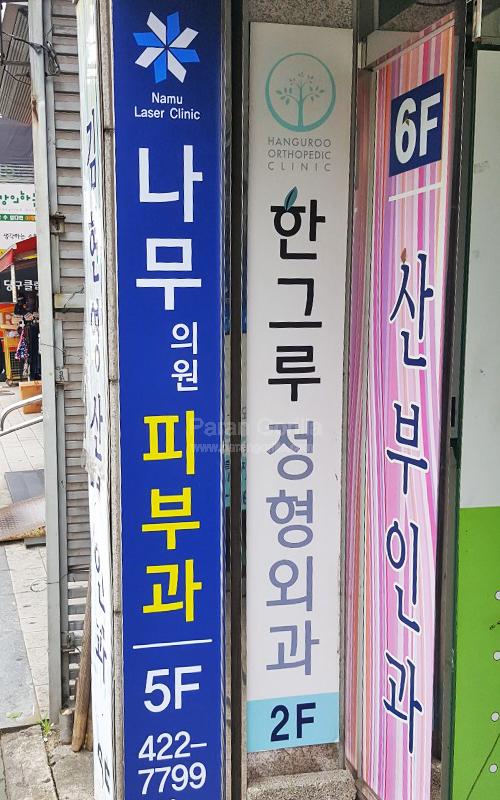 Namu
Laser Clinic
나무
의원
피부과
5F
422-
7799
HANGUROO
ORTHOPEDIC
CLINIC
한그루
정형외과
2F
6F
산부인과